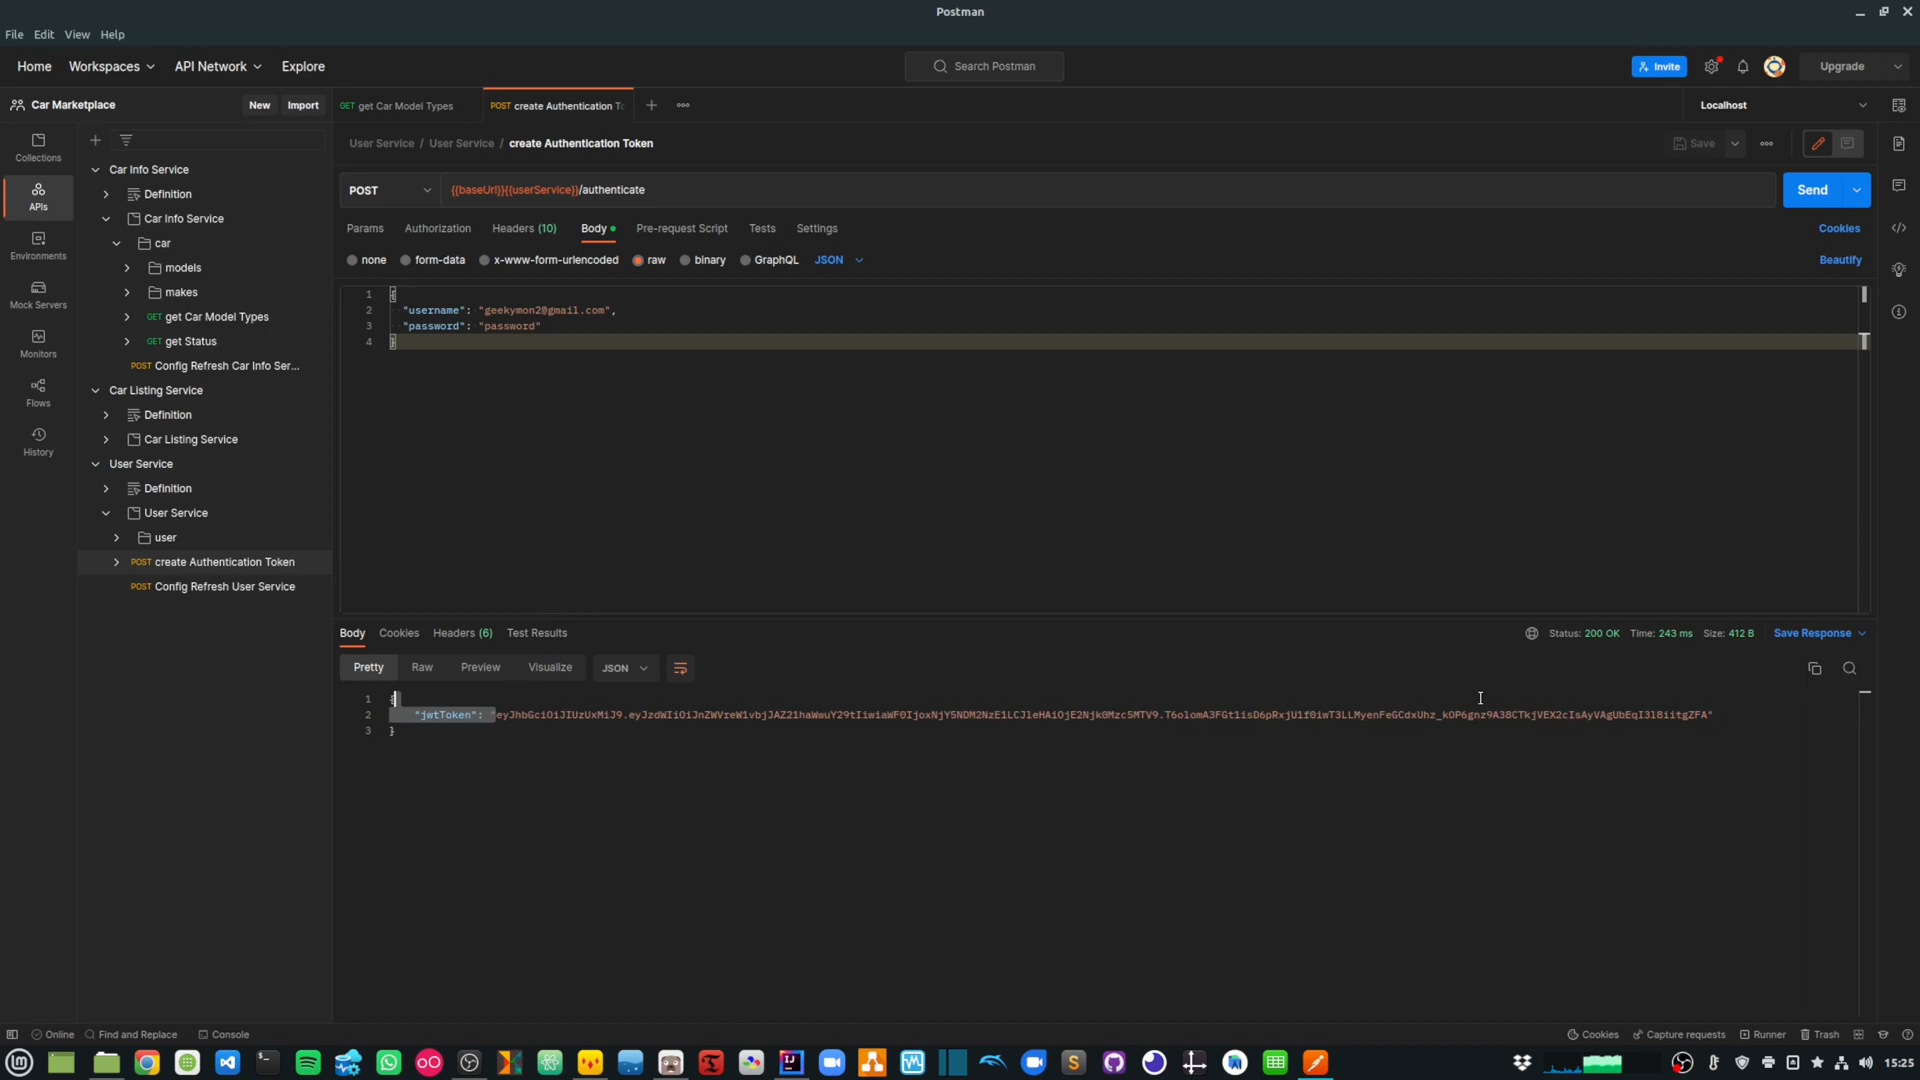 Postman
File Edit View Help
Home Workspaces API Network Explore
Search Postman
Invite
Upgrade
Car Marketplace
New Import
GET get Car Model Types
POST create Authentication To
Localhost
Collections
APIs
Environments
Mock Servers
Monitors
Flows
History
Car Info Service
Definition
Car Info Service
car
models
makes
GET get Car Model Types
GET get Status
POST Config Refresh Car Info Ser...
Car Listing Service
Definition
Car Listing Service
User Service
Definition
User Service
user
POST create Authentication Token
POST Config Refresh User Service
User Service / User Service / create Authentication Token
Save
POST {{baseUrl}}{{userService}}/authenticate
Send
Params Authorization Headers (10) Body Pre-request Script Tests Settings
Cookies
none form-data x-www-form-urlencoded raw binary GraphQL JSON
Beautify
1 {
2 "username": "geekymon2@gmail.com",
3 "password": "password"
4 }
Body Cookies Headers (6) Test Results
Status: 200 OK Time: 243 ms Size: 412 B Save Response
Pretty Raw Preview Visualize JSON
1 {
2 "jwtToken":
3 }
Online Find and Replace Console
Cookies Capture requests Runner Trash
15:25